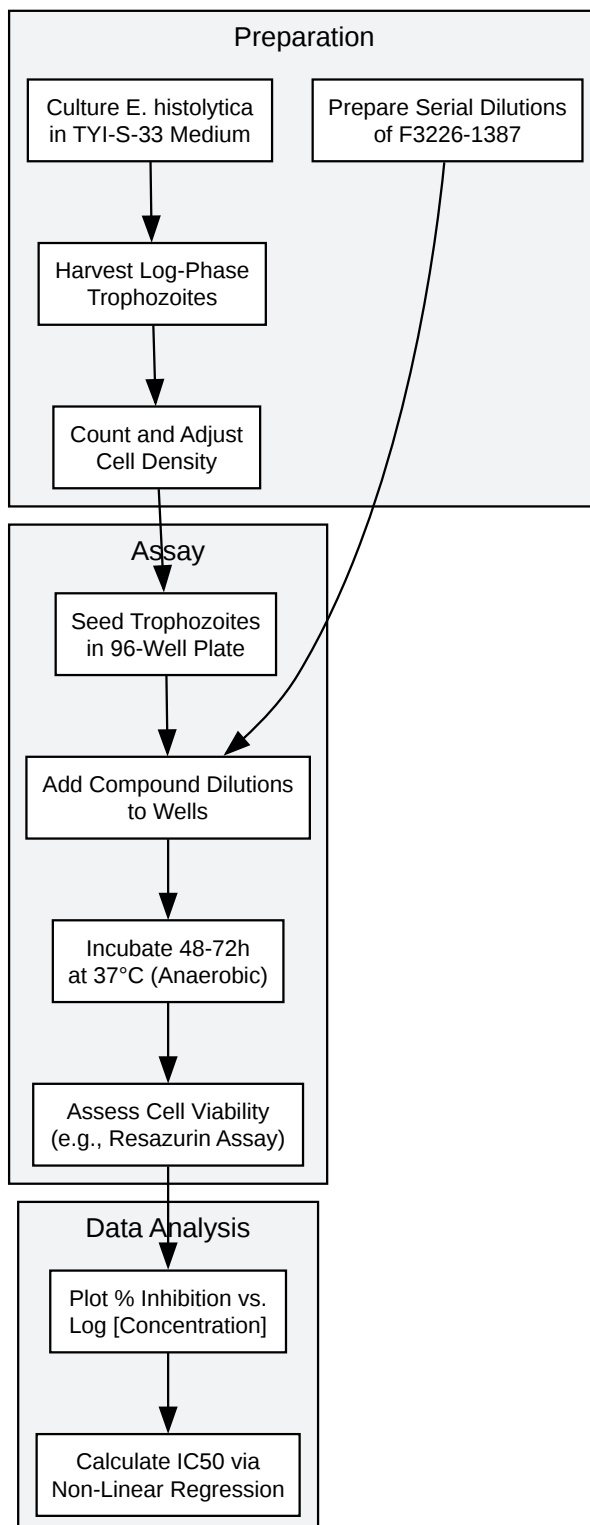 Preparation
Culture E. histolytica
in TYI-S-33 Medium
Prepare Serial Dilutions
of F3226-1387
Harvest Log-Phase
Trophozoites
Count and Adjust
Cell Density
Assay
Seed Trophozoites
in 96-Well Plate
Add Compound Dilutions
to Wells
Incubate 48-72h
at 37°C (Anaerobic)
Assess Cell Viability
(e.g., Resazurin Assay)
Data Analysis
Plot % Inhibition vs.
Log [Concentration]
Calculate IC50 via
Non-Linear Regression